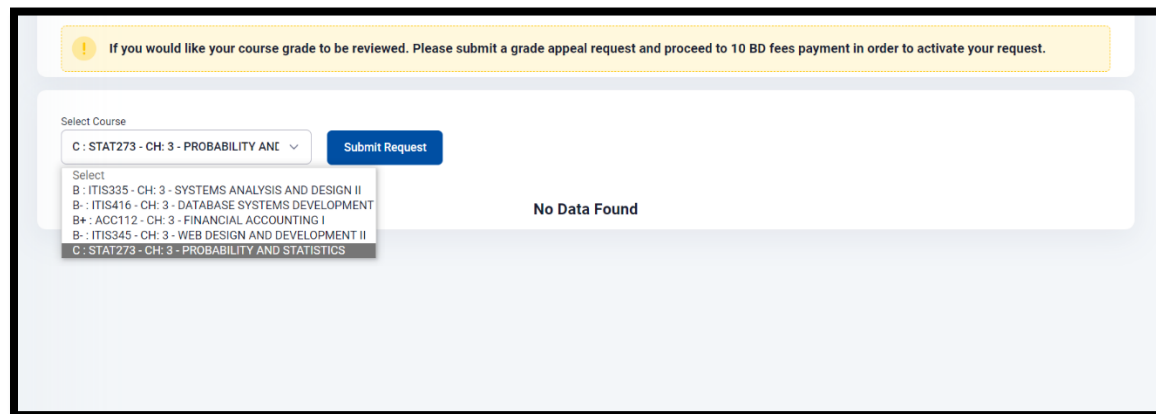 !
If you would like your course grade to be reviewed. Please submit a grade appeal request and proceed to 10 BD fees payment in order to activate your request.
Select Course
C : STAT273 - CH: 3 - PROBABILITY AND
Submit Request
Select
B : ITIS335 - CH: 3 - SYSTEMS ANALYSIS AND DESIGN II
B- : ITIS416 - CH: 3 - DATABASE SYSTEMS DEVELOPMENT
B+ : ACC112 - CH: 3 - FINANCIAL ACCOUNTING I
B- : ITIS345 - CH: 3 - WEB DESIGN AND DEVELOPMENT II
C : STAT273 - CH: 3 - PROBABILITY AND STATISTICS
No Data Found